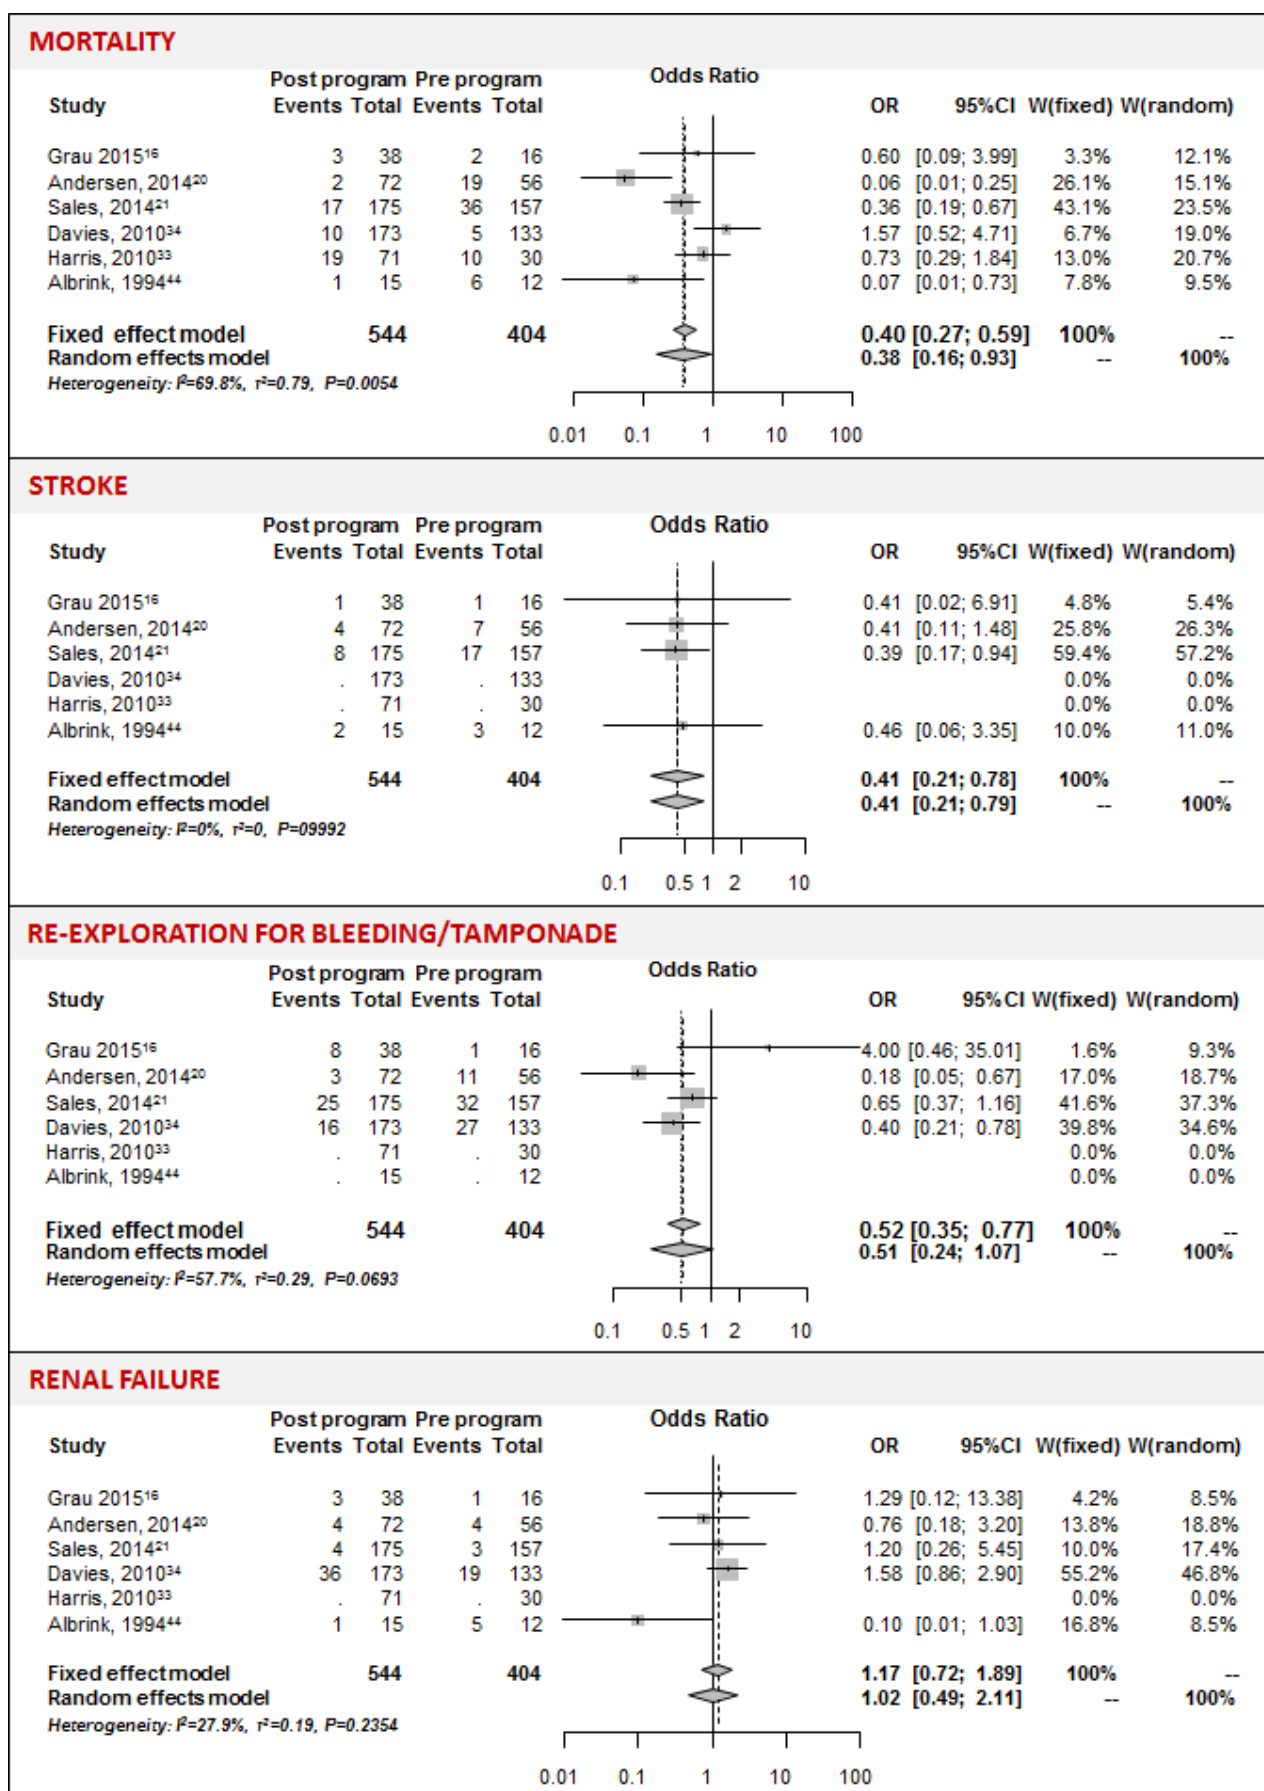 MORTALITY
Post program Pre program Odds Ratio
Study Events Total Events Total OR 95%CI W(fixed) W(random)
Grau 2015¹⁶ 3 38 2 16 0.60 [0.09; 3.99] 3.3% 12.1%
Andersen, 2014²⁰ 2 72 19 56 0.06 [0.01; 0.25] 26.1% 15.1%
Sales, 2014²¹ 17 175 36 157 0.36 [0.19; 0.67] 43.1% 23.5%
Davies, 2010³⁴ 10 173 5 133 1.57 [0.52; 4.71] 6.7% 19.0%
Harris, 2010³³ 19 71 10 30 0.73 [0.29; 1.84] 13.0% 20.7%
Albrink, 1994⁴⁴ 1 15 6 12 0.07 [0.01; 0.73] 7.8% 9.5%
Fixed effect model 544 404 0.40 [0.27; 0.59] 100% --
Random effects model 0.38 [0.16; 0.93] -- 100%
Heterogeneity: I²=69.8%, τ²=0.79, P=0.0054
0.01 0.1 1 10 100
STROKE
Post program Pre program Odds Ratio
Study Events Total Events Total OR 95%CI W(fixed) W(random)
Grau 2015¹⁶ 1 38 1 16 0.41 [0.02; 6.91] 4.8% 5.4%
Andersen, 2014²⁰ 4 72 7 56 0.41 [0.11; 1.48] 25.8% 26.3%
Sales, 2014²¹ 8 175 17 157 0.39 [0.17; 0.94] 59.4% 57.2%
Davies, 2010³⁴ . 173 . 133 0.0% 0.0%
Harris, 2010³³ . 71 . 30 0.0% 0.0%
Albrink, 1994⁴⁴ 2 15 3 12 0.46 [0.06; 3.35] 10.0% 11.0%
Fixed effect model 544 404 0.41 [0.21; 0.78] 100% --
Random effects model 0.41 [0.21; 0.79] -- 100%
Heterogeneity: I²=0%, τ²=0, P=09992
0.1 0.5 1 2 10
RE-EXPLORATION FOR BLEEDING/TAMPONADE
Post program Pre program Odds Ratio
Study Events Total Events Total OR 95%CI W(fixed) W(random)
Grau 2015¹⁶ 8 38 1 16 4.00 [0.46; 35.01] 1.6% 9.3%
Andersen, 2014²⁰ 3 72 11 56 0.18 [0.05; 0.67] 17.0% 18.7%
Sales, 2014²¹ 25 175 32 157 0.65 [0.37; 1.16] 41.6% 37.3%
Davies, 2010³⁴ 16 173 27 133 0.40 [0.21; 0.78] 39.8% 34.6%
Harris, 2010³³ . 71 . 30 0.0% 0.0%
Albrink, 1994⁴⁴ . 15 . 12 0.0% 0.0%
Fixed effect model 544 404 0.52 [0.35; 0.77] 100% --
Random effects model 0.51 [0.24; 1.07] -- 100%
Heterogeneity: I²=57.7%, τ²=0.29, P=0.0693
0.1 0.5 1 2 10
RENAL FAILURE
Post program Pre program Odds Ratio
Study Events Total Events Total OR 95%CI W(fixed) W(random)
Grau 2015¹⁶ 3 38 1 16 1.29 [0.12; 13.38] 4.2% 8.5%
Andersen, 2014²⁰ 4 72 4 56 0.76 [0.18; 3.20] 13.8% 18.8%
Sales, 2014²¹ 4 175 3 157 1.20 [0.26; 5.45] 10.0% 17.4%
Davies, 2010³⁴ 36 173 19 133 1.58 [0.86; 2.90] 55.2% 46.8%
Harris, 2010³³ . 71 . 30 0.0% 0.0%
Albrink, 1994⁴⁴ 1 15 5 12 0.10 [0.01; 1.03] 16.8% 8.5%
Fixed effect model 544 404 1.17 [0.72; 1.89] 100% --
Random effects model 1.02 [0.49; 2.11] -- 100%
Heterogeneity: I²=27.9%, τ²=0.19, P=0.2354
0.01 0.1 1 10 100